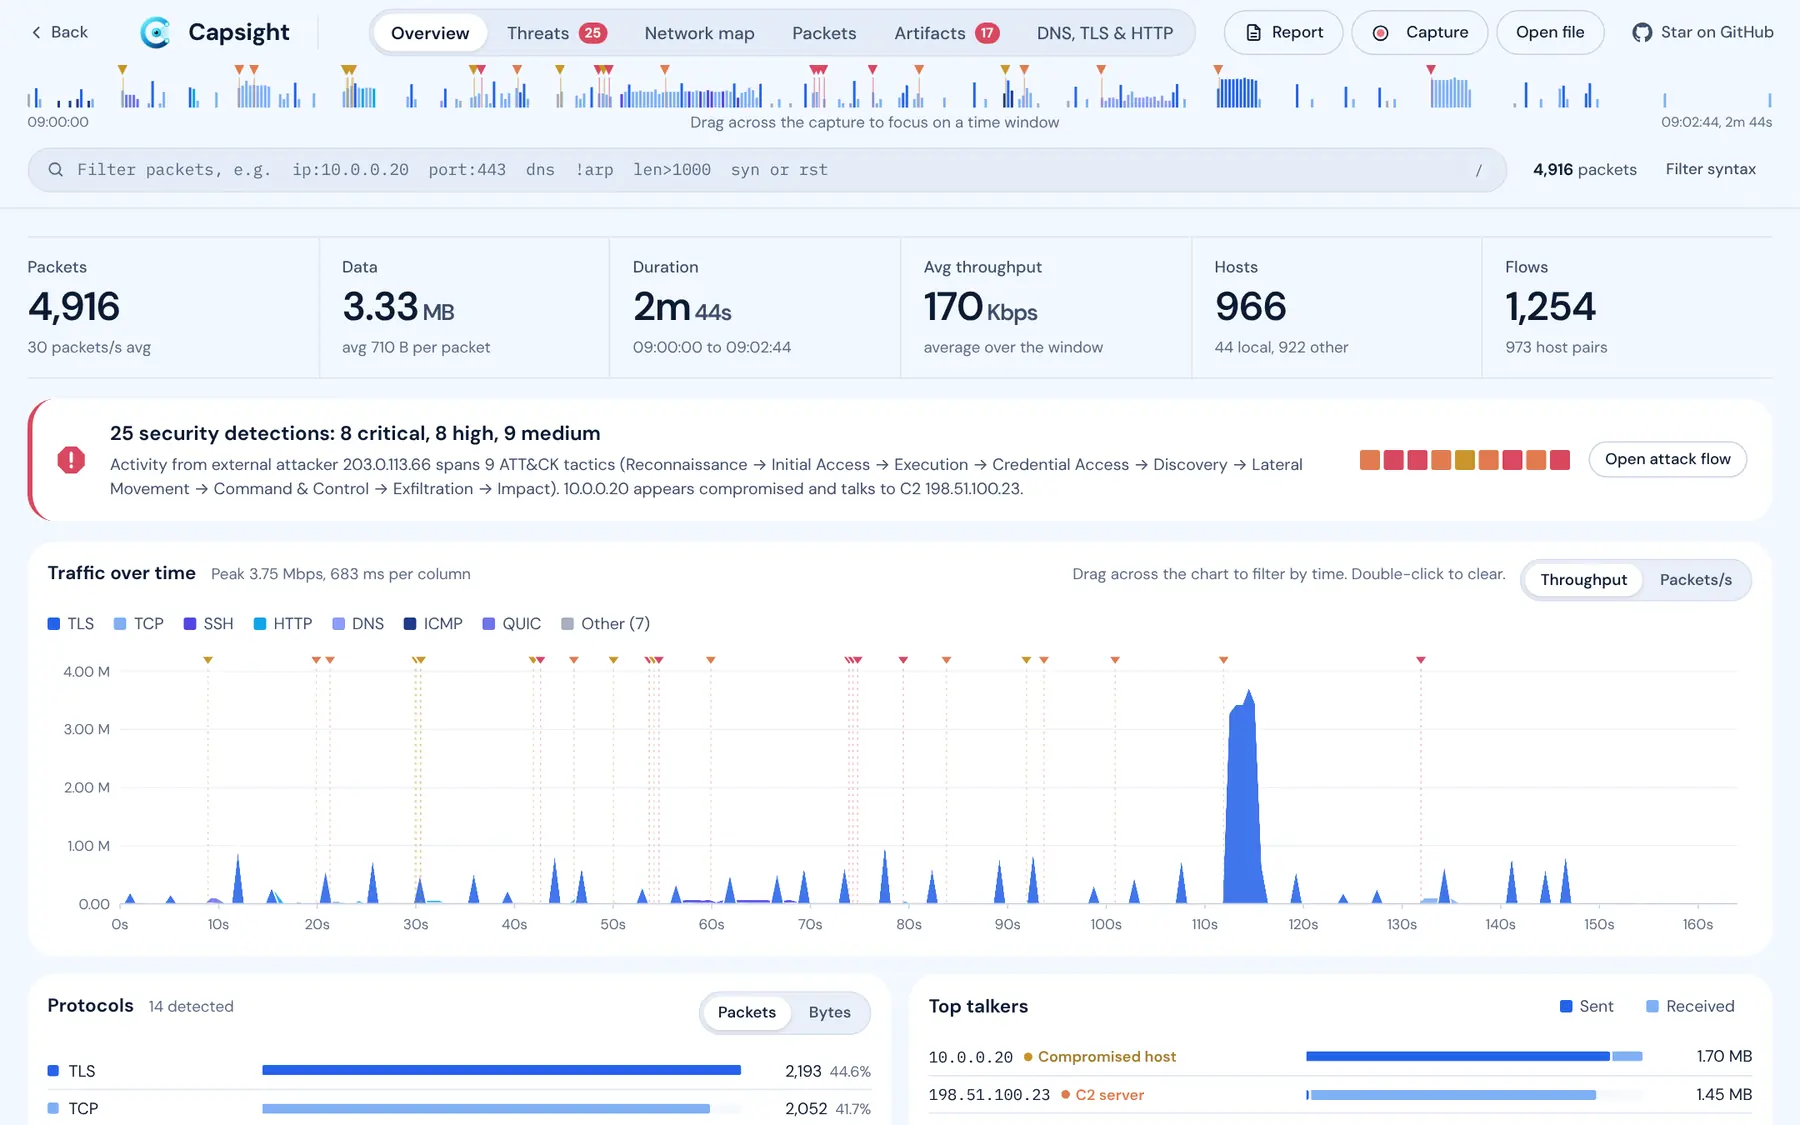 Back
Capsight
Overview
Threats 25
Network map
Packets
Artifacts 17
DNS, TLS & HTTP
Report
Capture
Open file
Star on GitHub
09:00:00
Drag across the capture to focus on a time window
09:02:44, 2m 44s
Filter packets, e.g. ip:10.0.0.20 port:443 dns !arp len>1000 syn or rst
/
4,916 packets
Filter syntax
Packets
4,916
30 packets/s avg
Data
3.33 MB
avg 710 B per packet
Duration
2m 44s
09:00:00 to 09:02:44
Avg throughput
170 Kbps
average over the window
Hosts
966
44 local, 922 other
Flows
1,254
973 host pairs
25 security detections: 8 critical, 8 high, 9 medium
Activity from external attacker 203.0.113.66 spans 9 ATT&CK tactics (Reconnaissance → Initial Access → Execution → Credential Access → Discovery → Lateral
Movement → Command & Control → Exfiltration → Impact). 10.0.0.20 appears compromised and talks to C2 198.51.100.23.
Open attack flow
Traffic over time
Peak 3.75 Mbps, 683 ms per column
Drag across the chart to filter by time. Double-click to clear.
Throughput
Packets/s
TLS
TCP
SSH
HTTP
DNS
ICMP
QUIC
Other (7)
4.00 M
3.00 M
2.00 M
1.00 M
0.00
0s
10s
20s
30s
40s
50s
60s
70s
80s
90s
100s
110s
120s
130s
140s
150s
160s
Protocols
14 detected
Packets
Bytes
TLS
2,193 44.6%
TCP
2,052 41.7%
Top talkers
Sent
Received
10.0.0.20 Compromised host
1.70 MB
198.51.100.23 C2 server
1.45 MB